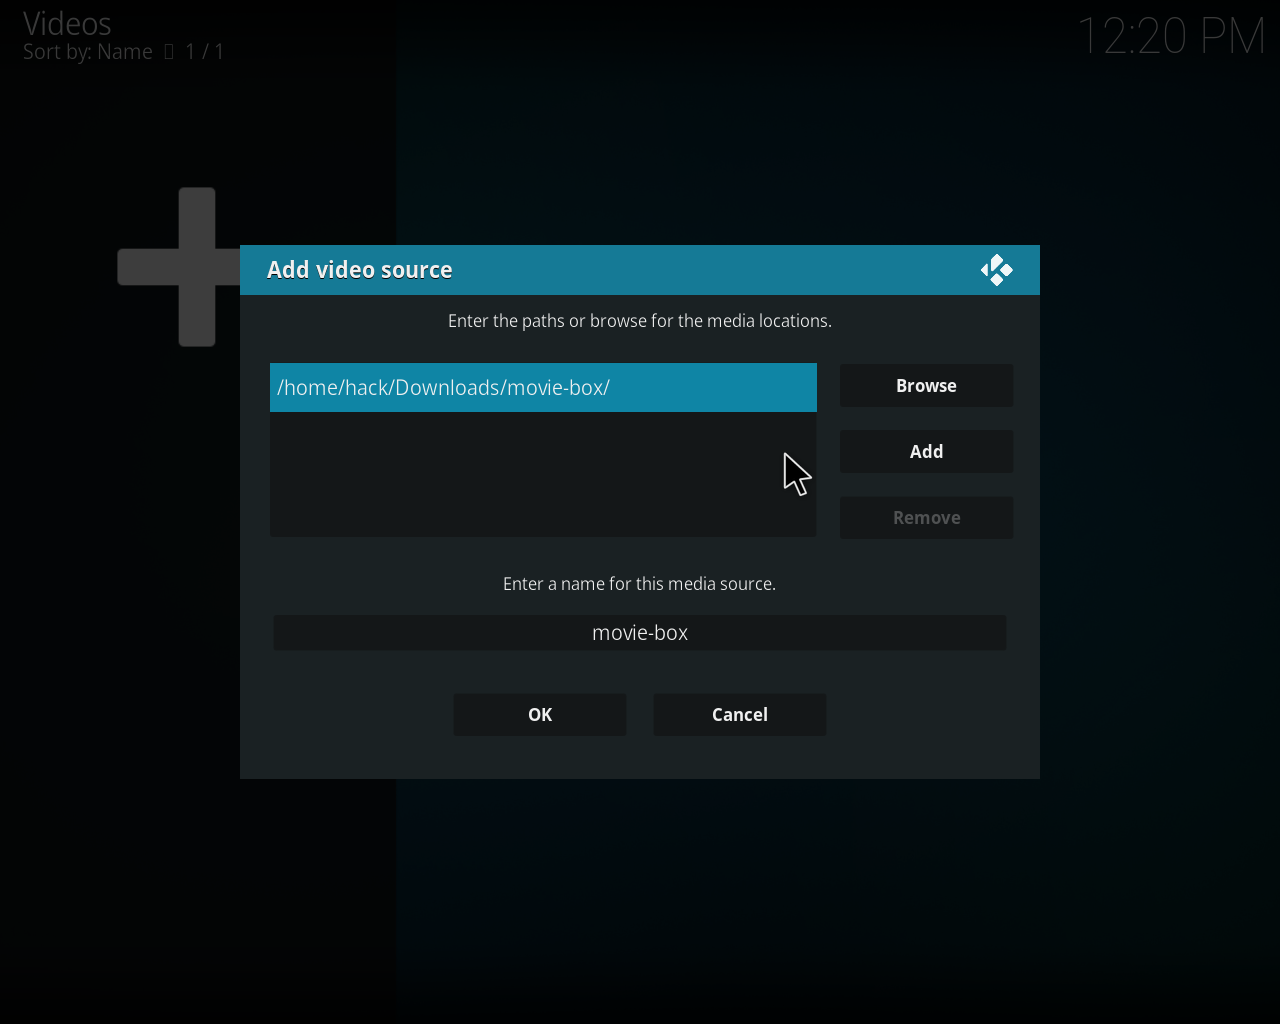 Videos
Sort by: Name 1 / 1
12:20 PM
Add video source
Enter the paths or browse for the media locations.
/home/hack/Downloads/movie-box/
Browse
Add
Remove
Enter a name for this media source.
movie-box
OK
Cancel